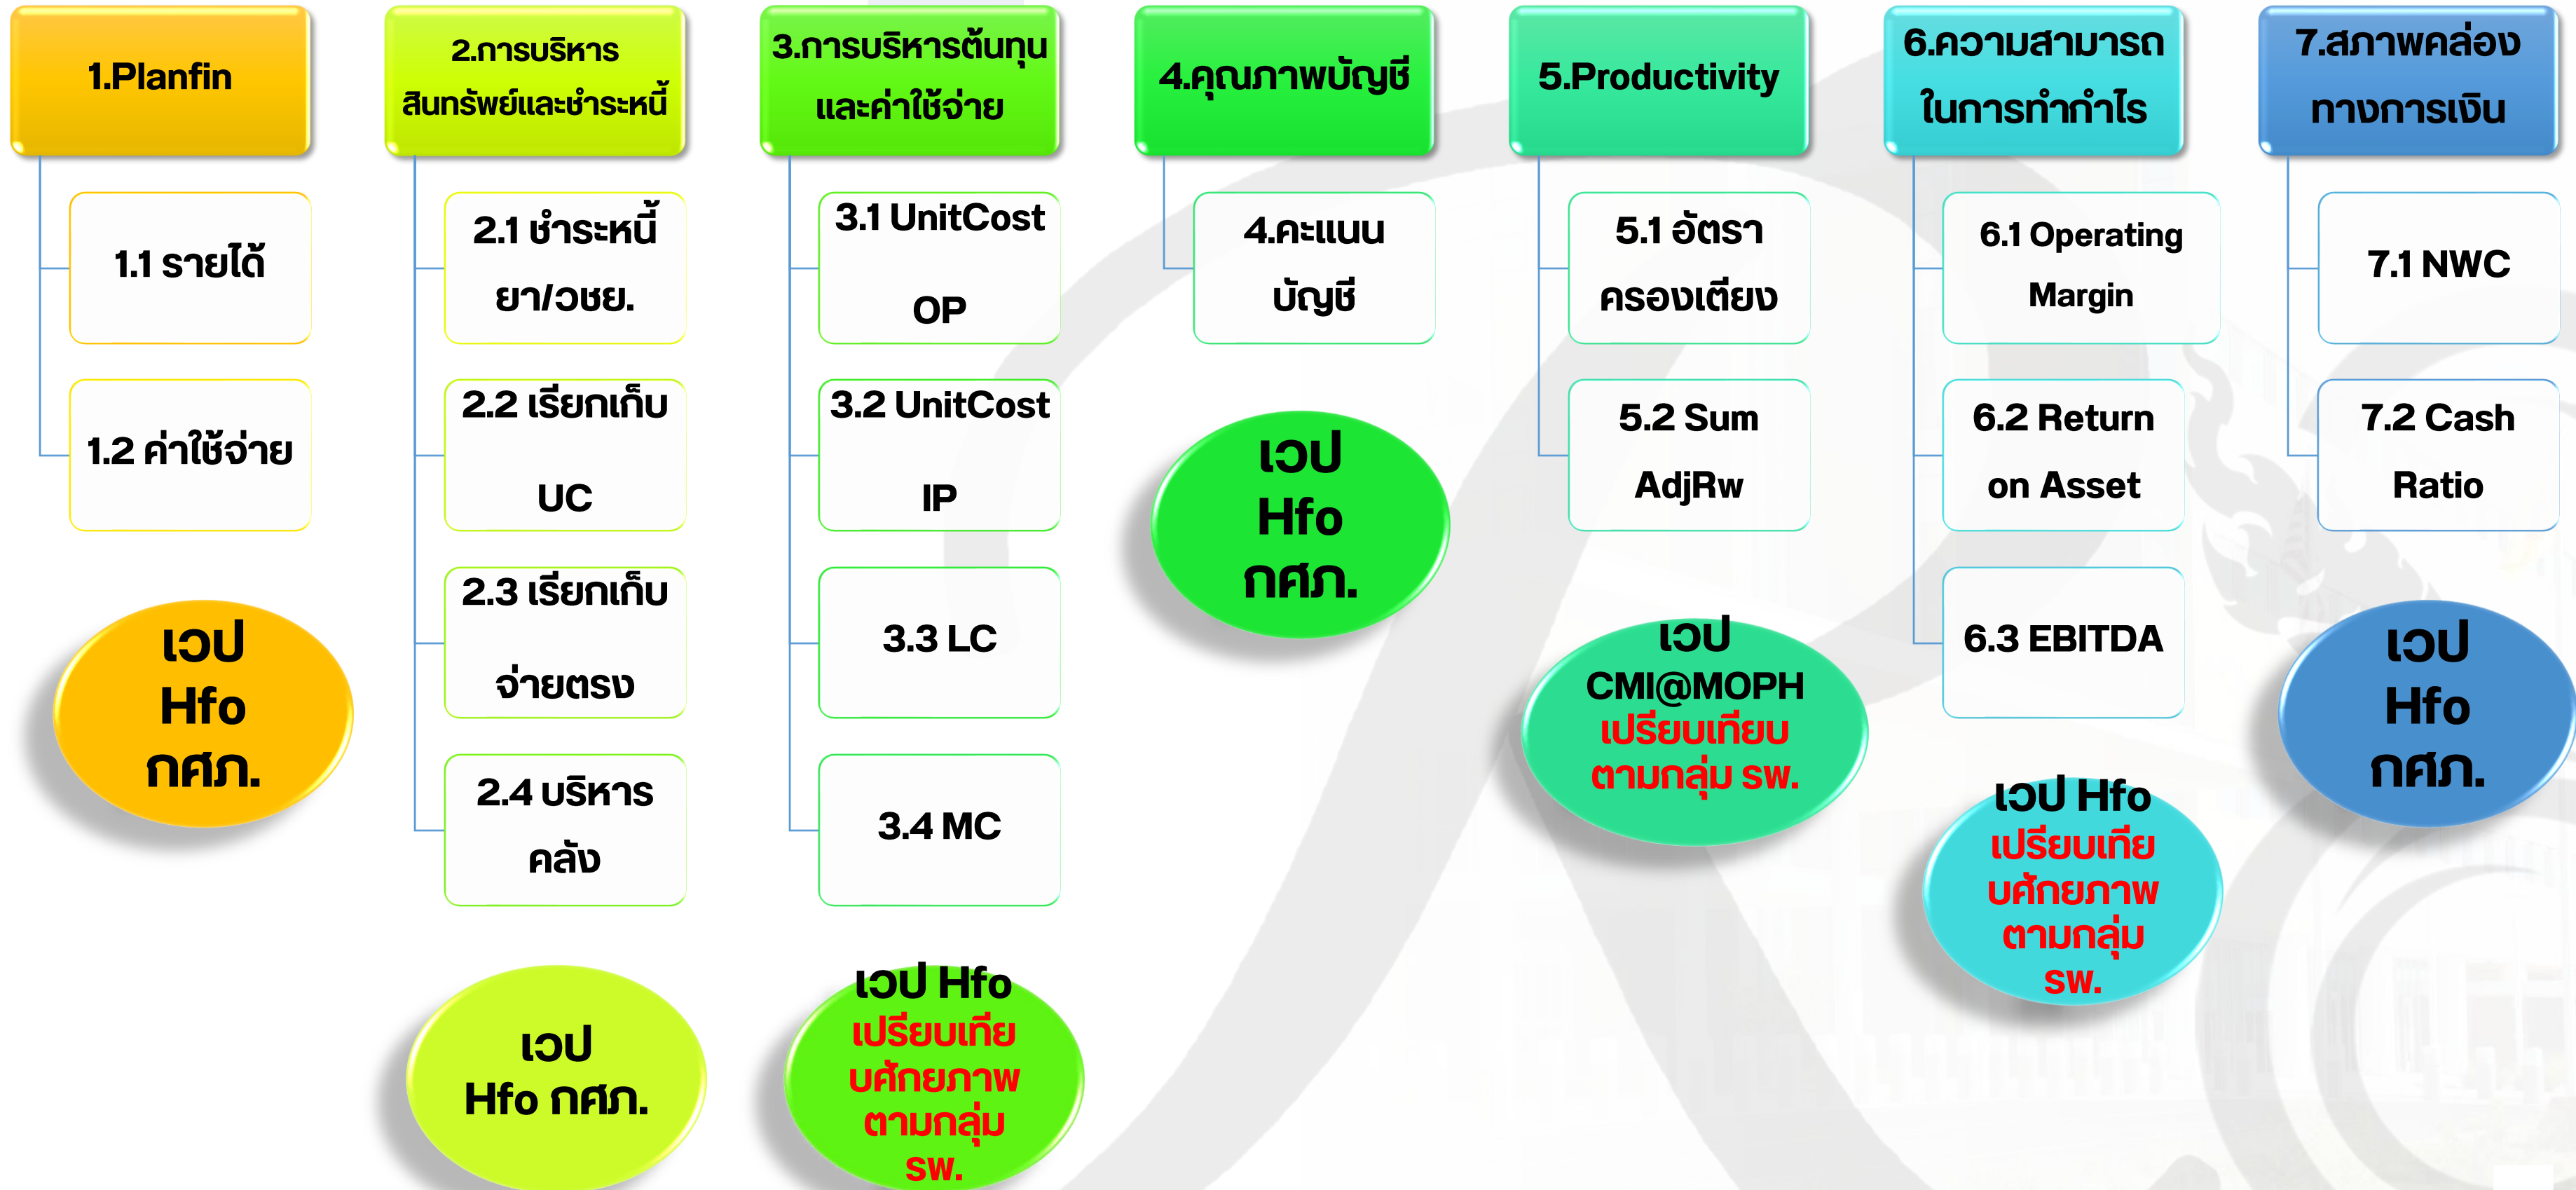 1.Planfin
1.1 รายได้
1.2 ค่าใช้จ่าย
เวป
Hfo
กศภ.
2.การบริหาร
สินทรัพย์และชำระหนี้
2.1 ชำระหนี้
ยา/วชย.
2.2 เรียกเก็บ
UC
2.3 เรียกเก็บ
จ่ายตรง
2.4 บริหาร
คลัง
เวป
Hfo กศภ.
3.การบริหารต้นทุน
และค่าใช้จ่าย
3.1 UnitCost
OP
3.2 UnitCost
IP
3.3 LC
3.4 MC
เวป Hfo
เปรียบเทีย
บศักยภาพ
ตามกลุ่ม
รพ.
4.คุณภาพบัญชี
4.คะแนน
บัญชี
เวป
Hfo
กศภ.
5.Productivity
5.1 อัตรา
ครองเตียง
5.2 Sum
AdjRw
เวป
CMI@MOPH
เปรียบเทียบ
ตามกลุ่ม รพ.
6.ความสามารถ
ในการทำกำไร
6.1 Operating
Margin
6.2 Return
on Asset
6.3 EBITDA
เวป Hfo
เปรียบเทีย
บศักยภาพ
ตามกลุ่ม
รพ.
7.สภาพคล่อง
ทางการเงิน
7.1 NWC
7.2 Cash
Ratio
เวป
Hfo
กศภ.